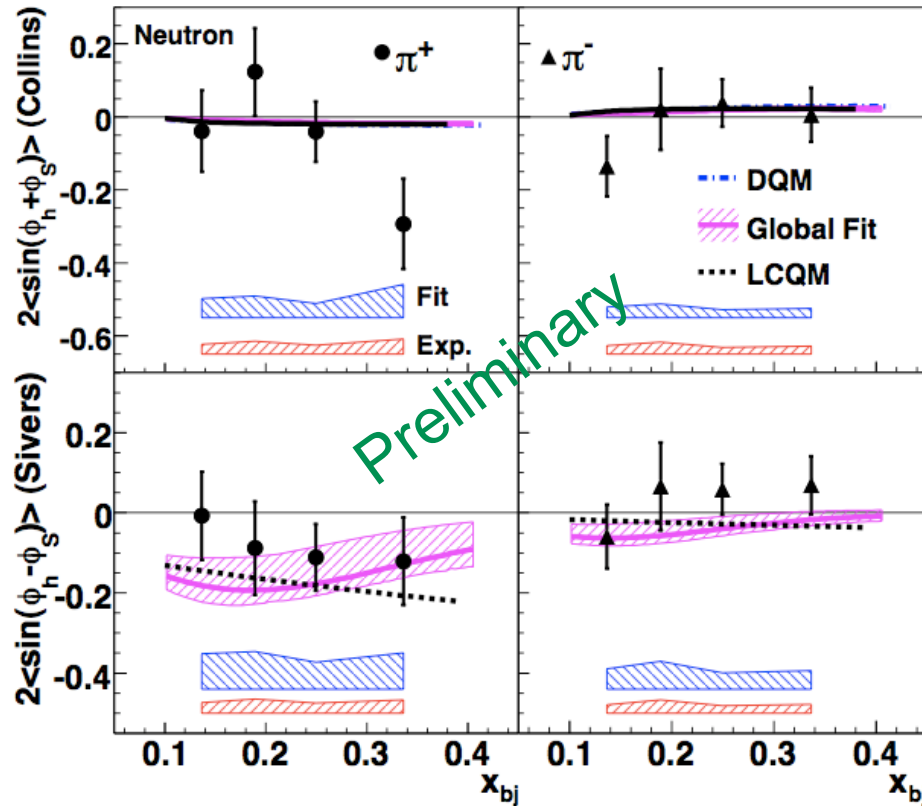 2<sin(ϕh+ϕS)> (Collins)
Neutron
π+
π-
0.2
0
-0.2
-0.4
-0.6
DQM
Global Fit
LCQM
Fit
Exp.
Preliminary
2<sin(ϕh-ϕS)> (Sivers)
0.2
0
-0.2
-0.4
0.1 0.2 0.3 0.4 0.1 0.2 0.3 0.4
xbj xb